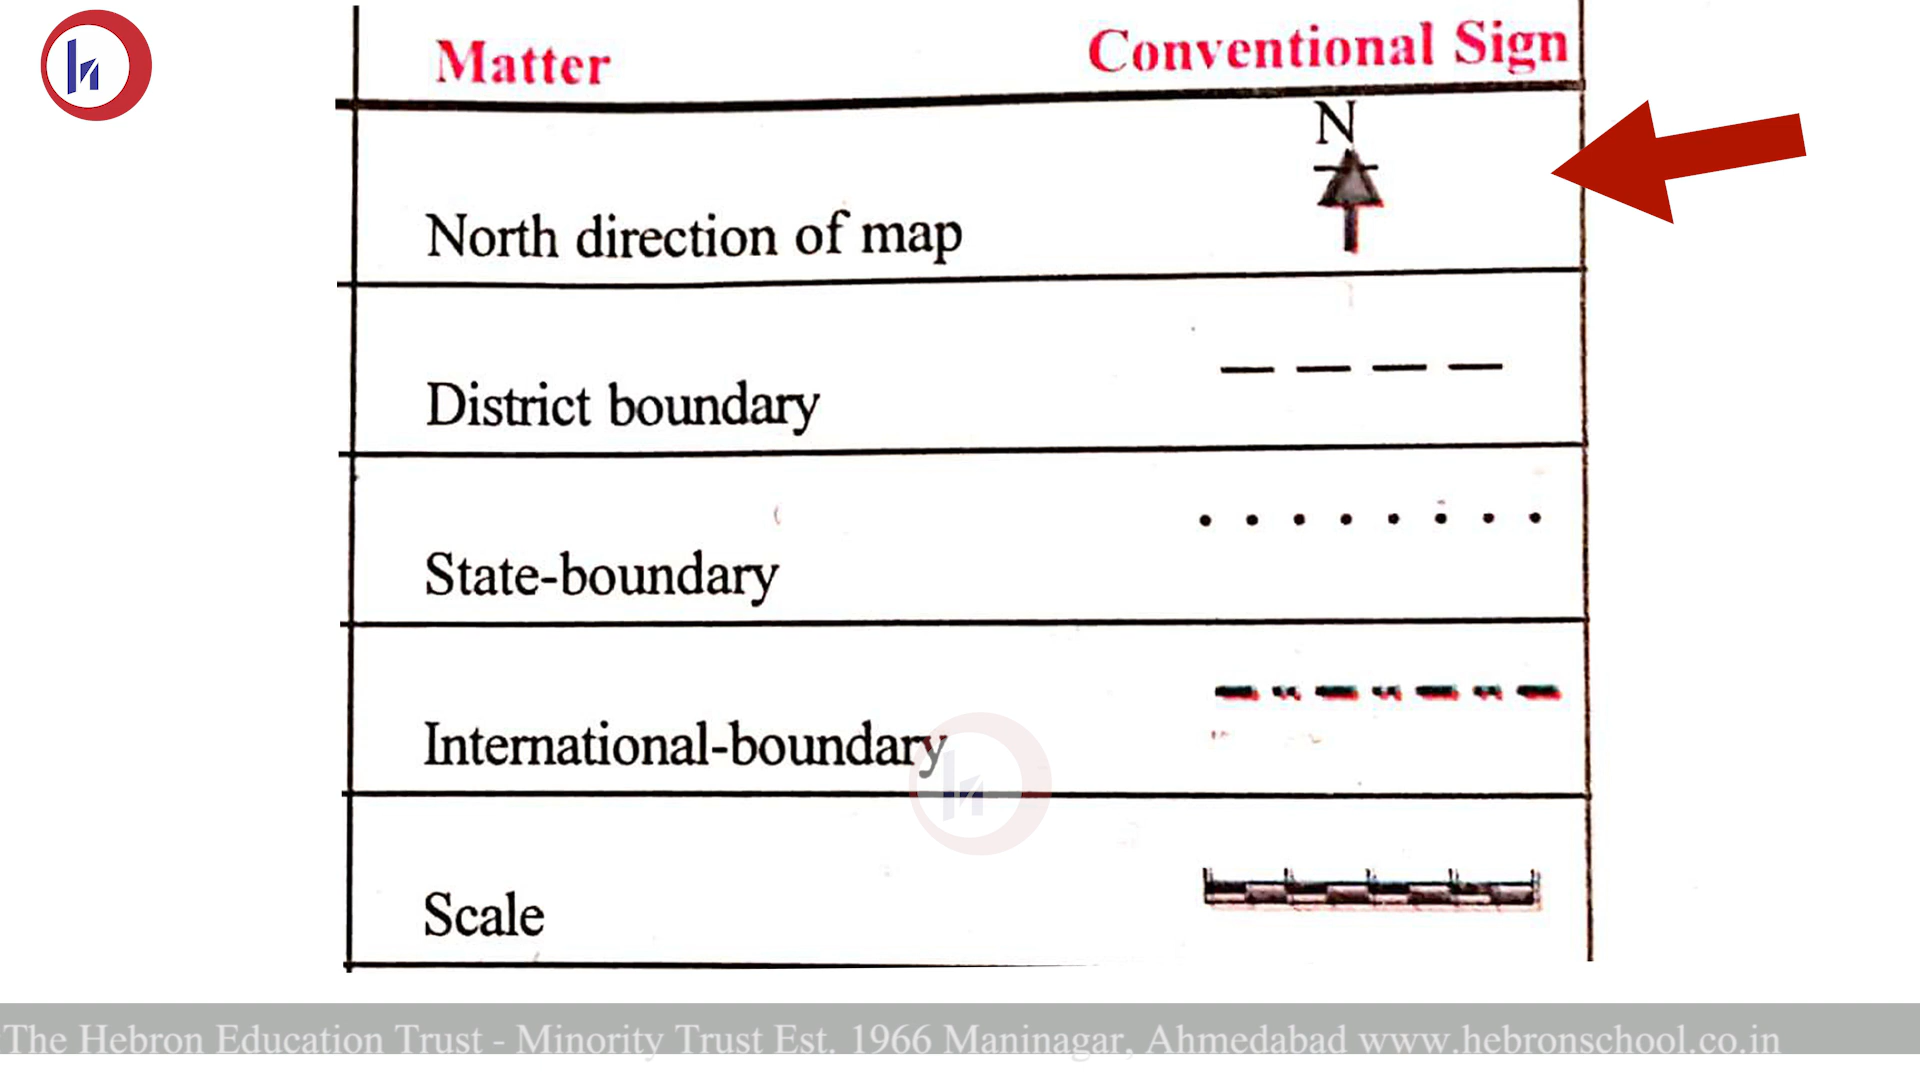 Matter Conventional Sign
N
North direction of map
District boundary
State-boundary
International-boundary
Scale
The Hebron Education Trust - Minority Trust Est. 1966 Maninagar, Ahmedabad www.hebronschool.co.in